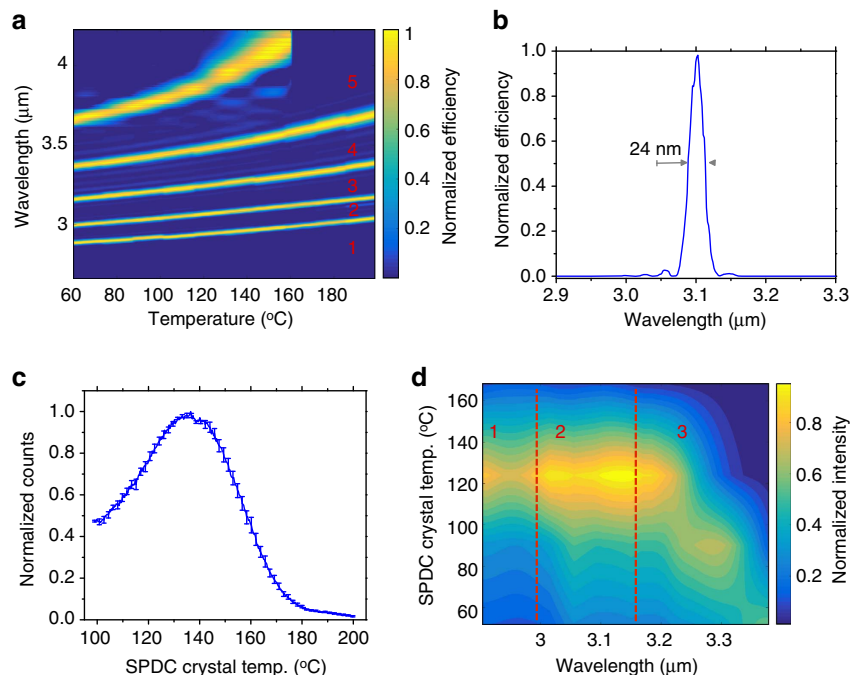 a
Wavelength (μm)
4
3.5
3
60 80 100 120 140 160 180
Temperature (°C)
5
4
3
2
1
1
0.8
0.6
0.4
0.2
Normalized efficiency
b
Normalized efficiency
1.0
0.8
0.6
0.4
0.2
0.0
24 nm
2.9 3.0 3.1 3.2 3.3
Wavelength (μm)
c
Normalized counts
1.0
0.8
0.6
0.4
0.2
0.0
100 120 140 160 180 200
SPDC crystal temp. (°C)
d
SPDC crystal temp. (°C)
160
140
120
100
80
60
1 2 3
3 3.1 3.2 3.3
Wavelength (μm)
0.8
0.6
0.4
0.2
Normalized intensity